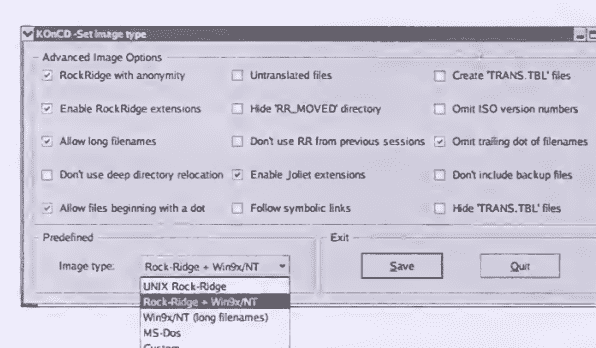 KOnCD -Set Image type
Advanced Image Options
RockRidge with anonymity
Untranslated files
Create 'TRANS.TBL' files
Enable RockRidge extensions
Hide 'RR_MOVED' directory
Omit ISO version numbers
Allow long filenames
Don't use RR from previous sessions
Omit trailing dot of filenames
Don't use deep directory relocation
Enable Joliet extensions
Don't include backup files
Allow files beginning with a dot
Follow symbolic links
Hide 'TRANS.TBL' files
Predefined
Exit
Image type:
Rock-Ridge + Win9x/NT
Save
Quit
UNIX Rock-Ridge
Rock-Ridge + Win9x/NT
Win9x/NT (long filenames)
MS-Dos
Custom